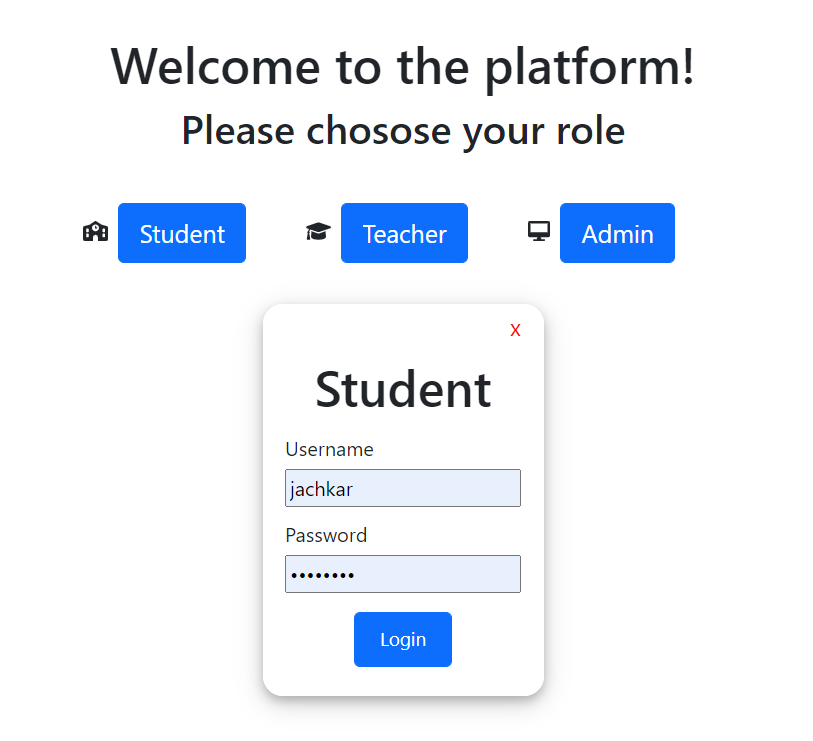 Welcome to the platform!
Please chosose your role
Student Teacher Admin
X
Student
Username
jachkar
Password
••••••••
Login